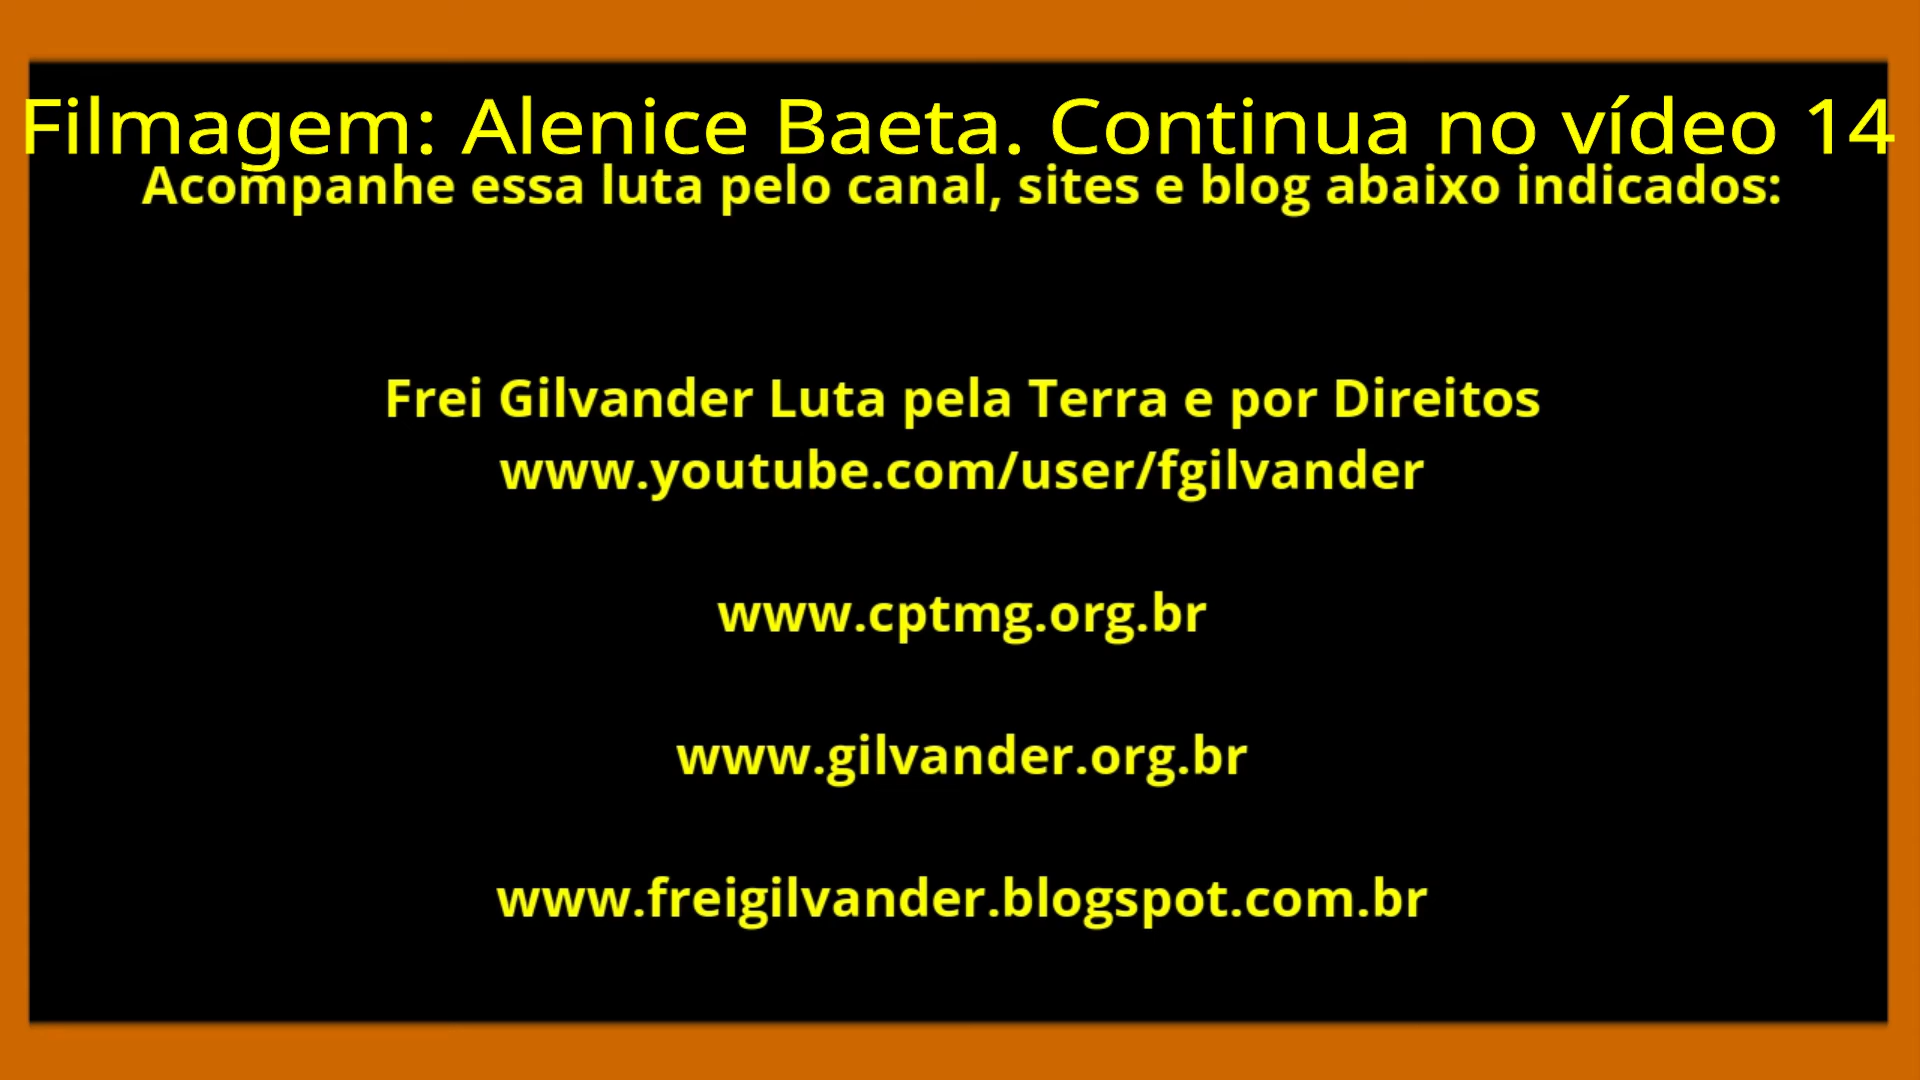 Filmagem: Alenice Baeta. Continua no vídeo 14
Acompanhe essa luta pelo canal, sites e blog abaixo indicados:
Frei Gilvander Luta pela Terra e por Direitos
www.youtube.com/user/fgilvander
www.cptmg.org.br
www.gilvander.org.br
www.freigilvander.blogspot.com.br